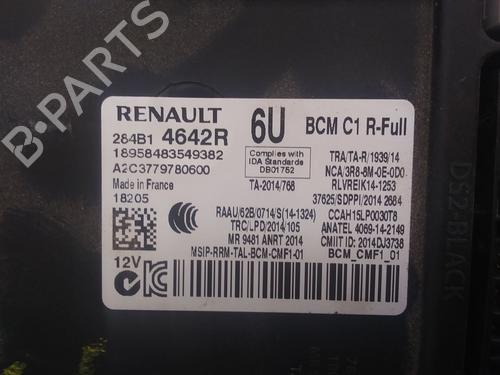 B-PARTS
RENAULT 6U BCM C1 R-Full
284B1 4642R
18958483549382
A2C3779780600
Made in France
18205
Complies with
IDA Standards
DB01752
TA-2014/768
TRA/TA-R/1939/14
NCA/3R8-8M-0E-0D0
RLVREIK14-1253
37625/SDPPI/2014 2684
RAAU/62B/0714/S(14-1324)
CCAH15LP0030T8
TRC/LPD/2014/105
ANATEL 4069-14-2149
MR 9481 ANRT 2014
CMIIT ID: 2014DJ3738
12V
MSIP-RRM-TAL-BCM-CMF1-01
BCM_CMF1_01
D52-BLACK